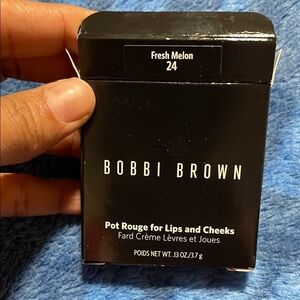 Fresh Melon
24
BOBBI BROWN
Pot Rouge for Lips and Cheeks
Fard Crème Lèvres et Joues
POIDS NET WT. .13 OZ./3.7 g